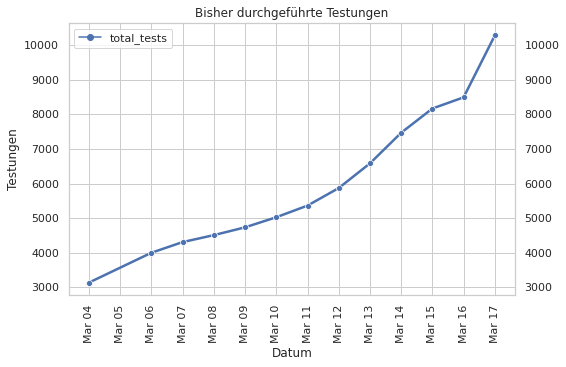 Bisher durchgeführte Testungen
total_tests
Testungen
10000
9000
8000
7000
6000
5000
4000
3000
10000
9000
8000
7000
6000
5000
4000
3000
Mar 04
Mar 05
Mar 06
Mar 07
Mar 08
Mar 09
Mar 10
Mar 11
Mar 12
Mar 13
Mar 14
Mar 15
Mar 16
Mar 17
Datum